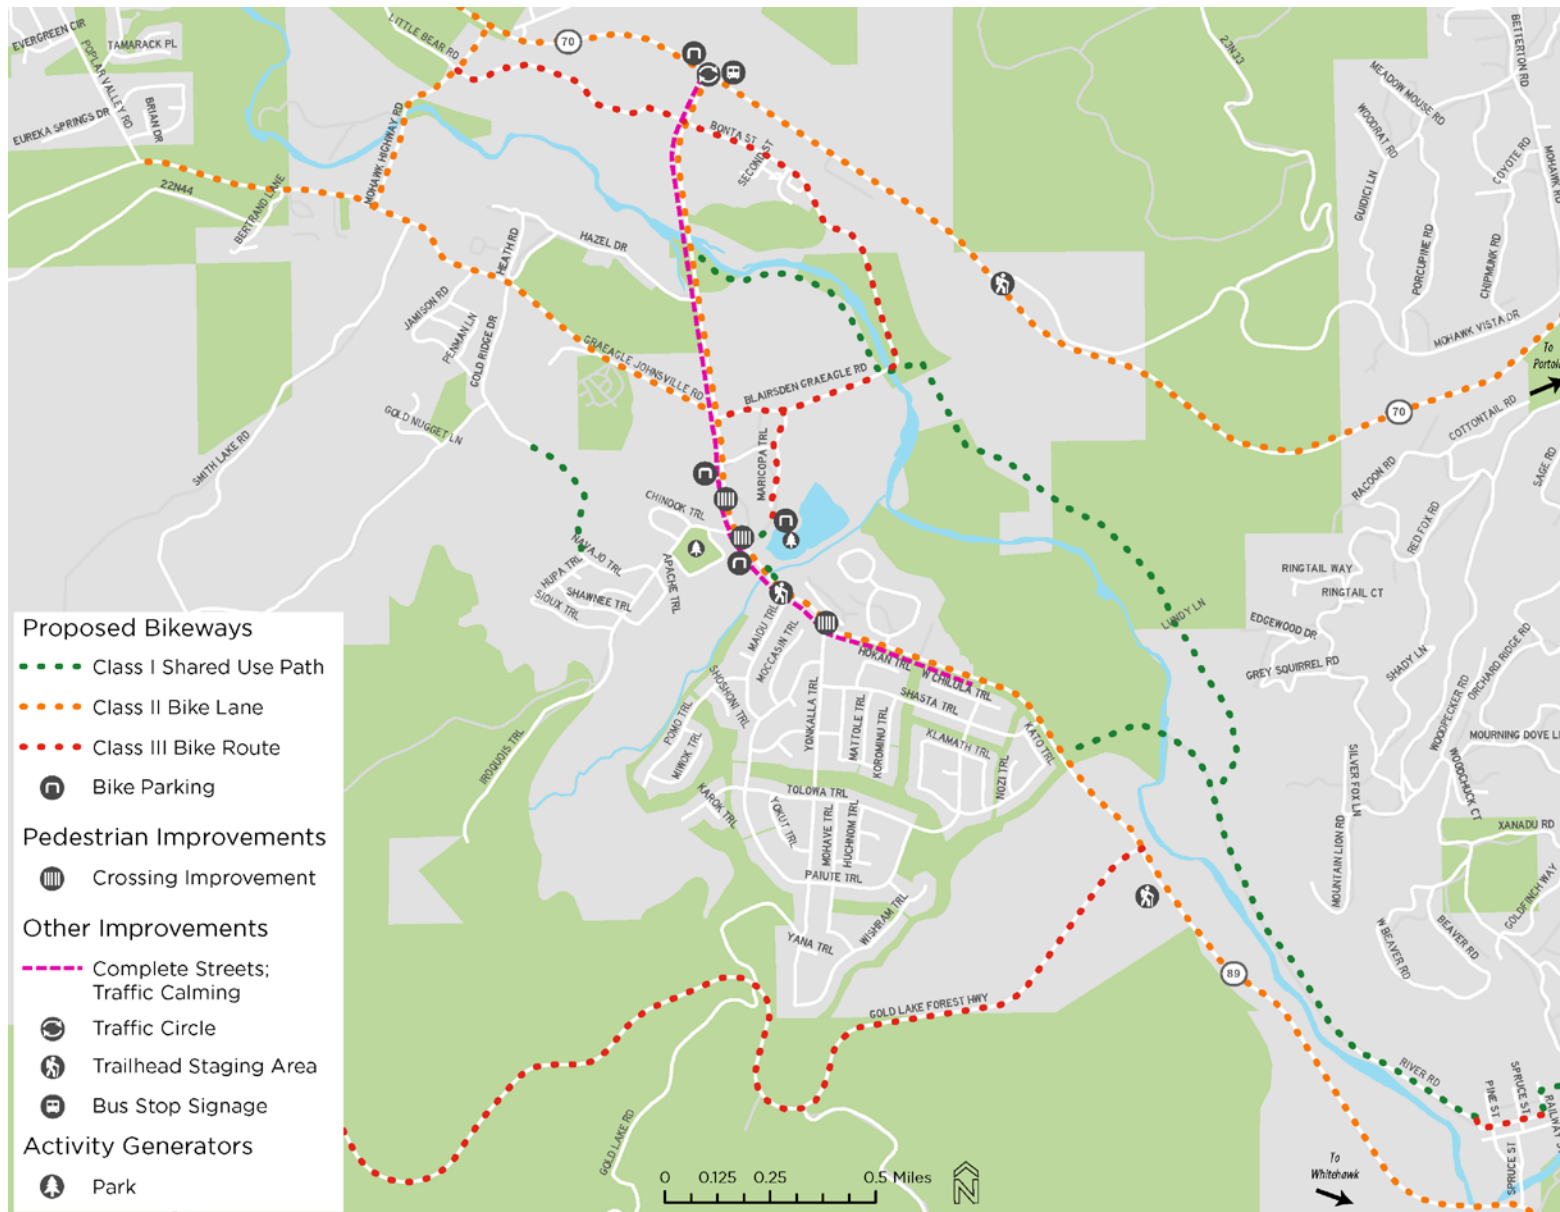 EVERGREEN CIR
TAMARACK PL
POPLAR VALLEY RD
BRIAN DR
EUREKA SPRINGS DR
LITTLE BEAR RD
70
MOHAWK HIGHWAY RD
22N44
BERTRAND LANE
BONTA ST
SECOND ST
23N33
BETTERTON RD
MEADOW MOUSE RD
WOODRAT RD
COYOTE RD
MOHAWK RD
GUIDICI LN
PORCUPINE RD
CHIPMUNK RD
MOHAWK VISTA DR
To
Portola
HEATH RD
HAZEL DR
JAMISON RD
PENMAN LN
GOLD RIDGE DR
GRAEAGLE JOHNSVILLE RD
BLAIRSDEN GRAEAGLE RD
GOLD NUGGET LN
SMITH LAKE RD
MARICOPA TRL
CHINOOK TRL
70
COTTONTAIL RD
RACOON RD
SAGE RD
RED FOX RD
NAVAJO TRL
HUPA TRL
SHAWNEE TRL
SIOUX TRL
APACHE TRL
RINGTAIL WAY
RINGTAIL CT
EDGEWOOD DR
GREY SQUIRREL RD
SHADY LN
ORCHARD RIDGE RD
LUNDY LN
MAIDU TRL
MOCCASIN TRL
HOKAN TRL
W CHILULA TRL
SHASTA TRL
SHOSHONI TRL
POMO TRL
MIWOK TRL
YONKALLA TRL
MATTOLE TRL
KOROMINU TRL
KLAMATH TRL
NOZI TRL
KATO TRL
IROQUOIS TRL
KAROK TRL
TOLOWA TRL
YOKUT TRL
MOHAVE TRL
HUCHNOM TRL
PAIUTE TRL
WISHRAM TRL
YANA TRL
WOODPECKER RD
MOURNING DOVE LN
SILVER FOX LN
WOODCHUCK CT
MOUNTAIN LION RD
XANADU RD
GOLDFINCH WAY
W BEAVER RD
BEAVER RD
89
GOLD LAKE FOREST HWY
GOLD LAKE RD
RIVER RD
PINE ST
SPRUCE ST
RAILWAY
SPRUCE ST
To
Whitehawk
0 0.125 0.25 0.5 Miles
N
Proposed Bikeways
Class I Shared Use Path
Class II Bike Lane
Class III Bike Route
Bike Parking
Pedestrian Improvements
Crossing Improvement
Other Improvements
Complete Streets;
Traffic Calming
Traffic Circle
Trailhead Staging Area
Bus Stop Signage
Activity Generators
Park